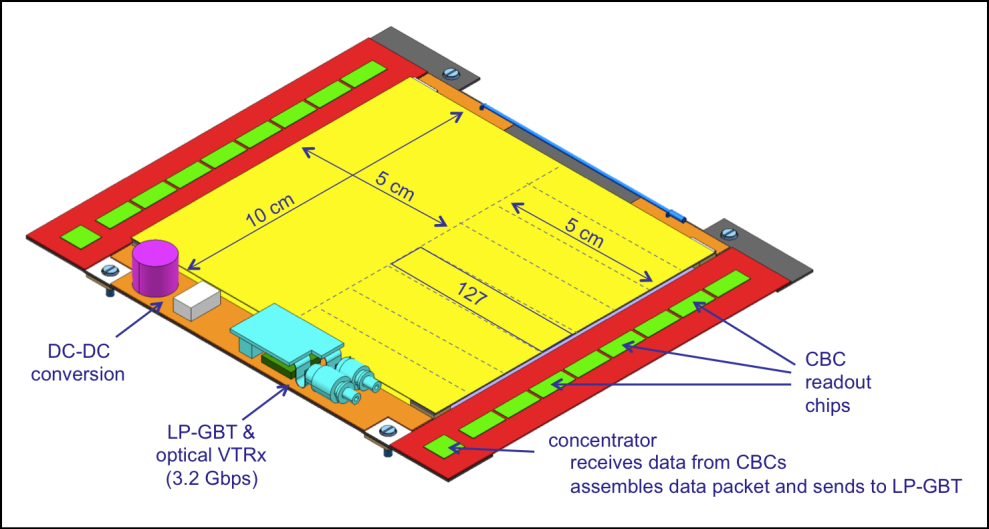 10 cm
5 cm
5 cm
127
DC-DC
conversion
LP-GBT &
optical VTRx
(3.2 Gbps)
CBC
readout
chips
concentrator
receives data from CBCs
assembles data packet and sends to LP-GBT